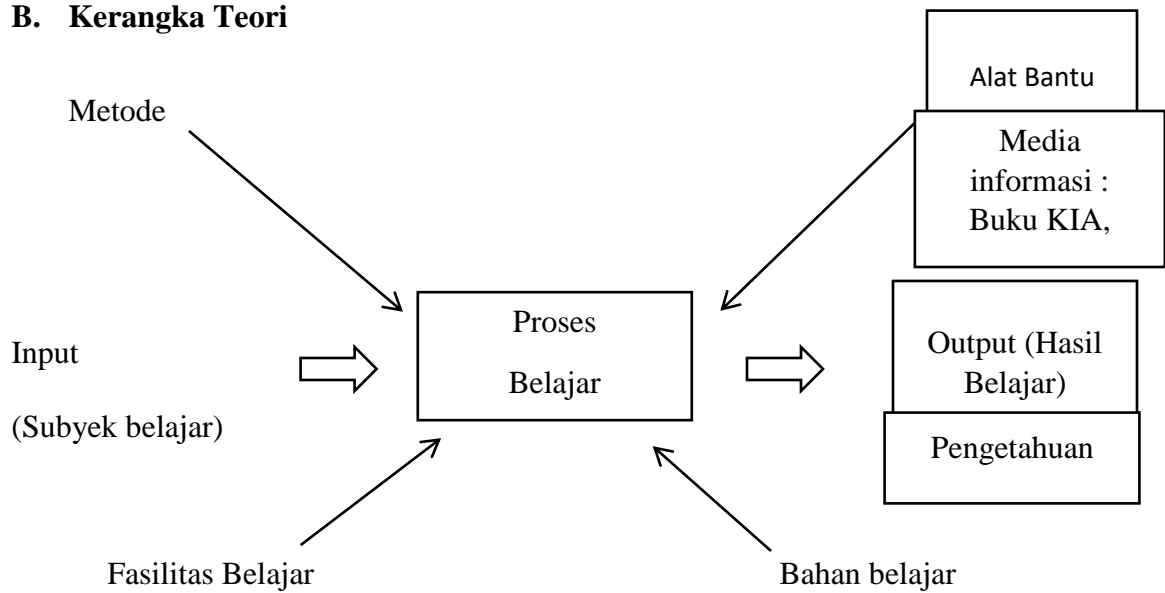 B. Kerangka Teori
Alat Bantu
Metode
Media
informasi :
Buku KIA,
Proses
Belajar
Input
(Subyek belajar)
Output (Hasil
Belajar)
Pengetahuan
Fasilitas Belajar
Bahan belajar